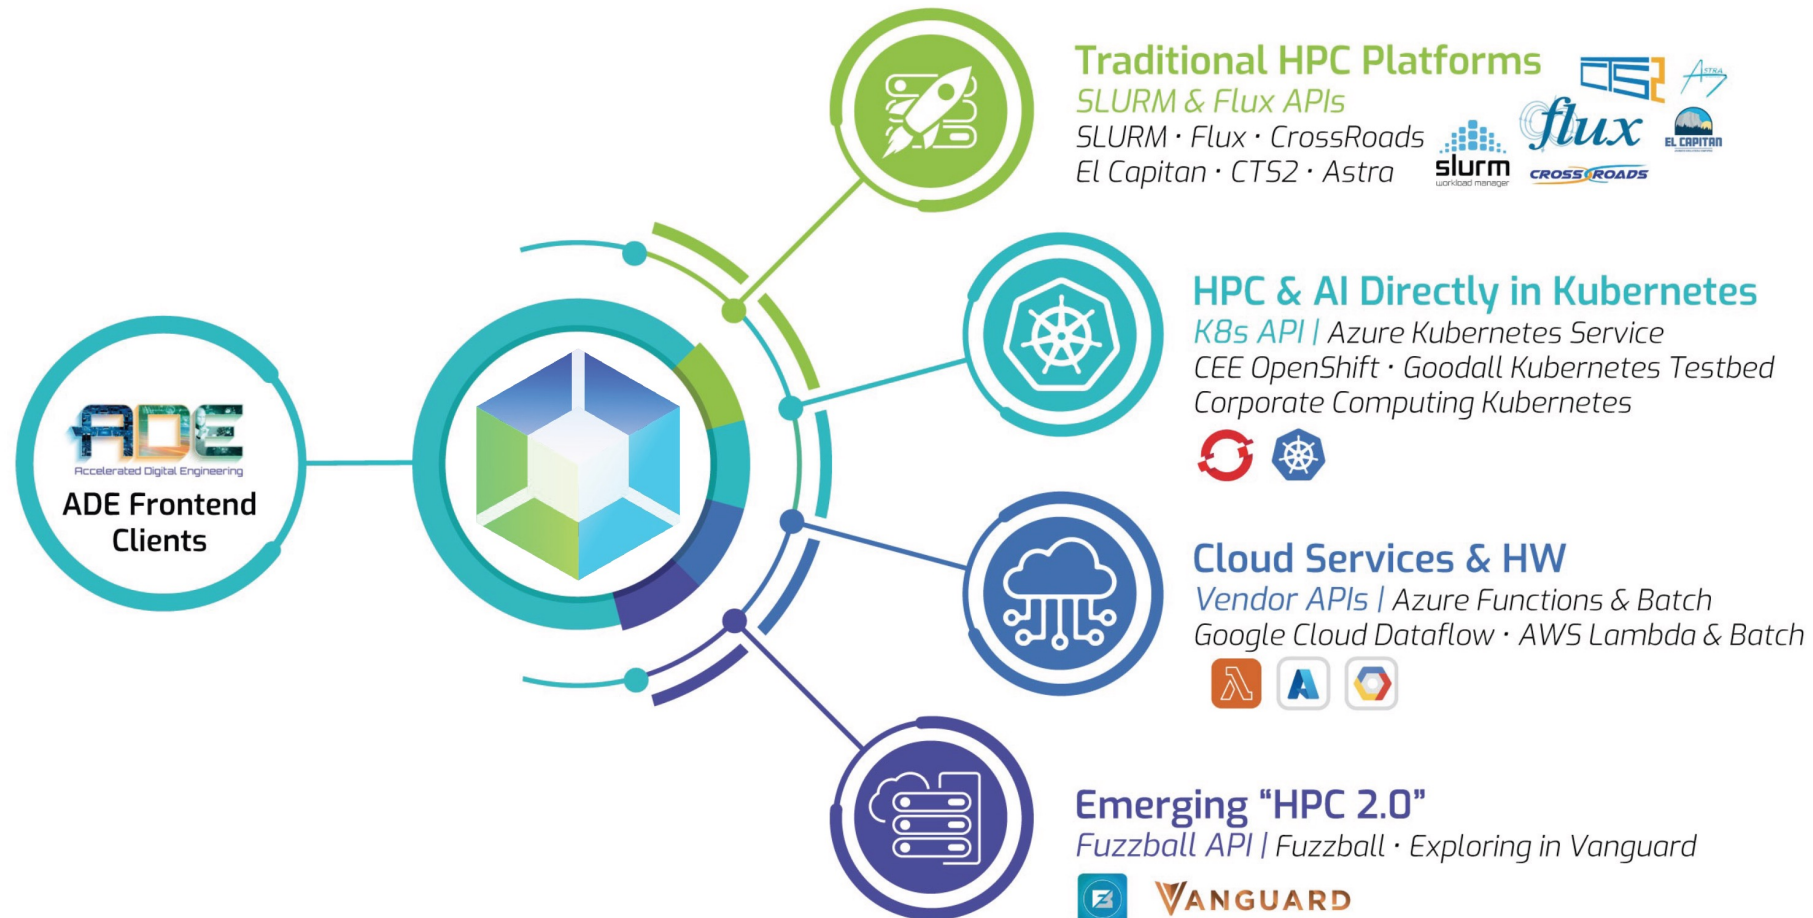 ADE
Accelerated Digital Engineering
ADE Frontend
Clients
Traditional HPC Platforms
SLURM & Flux APIs
SLURM · Flux · CrossRoads
El Capitan · CTS2 · Astra
CTS2
ASTRA
flux
EL CAPITAN
slurm
workload manager
CROSSROADS
HPC & AI Directly in Kubernetes
K8s API | Azure Kubernetes Service
CEE OpenShift · Goodall Kubernetes Testbed
Corporate Computing Kubernetes
Cloud Services & HW
Vendor APIs | Azure Functions & Batch
Google Cloud Dataflow · AWS Lambda & Batch
Emerging “HPC 2.0”
Fuzzball API | Fuzzball · Exploring in Vanguard
VANGUARD